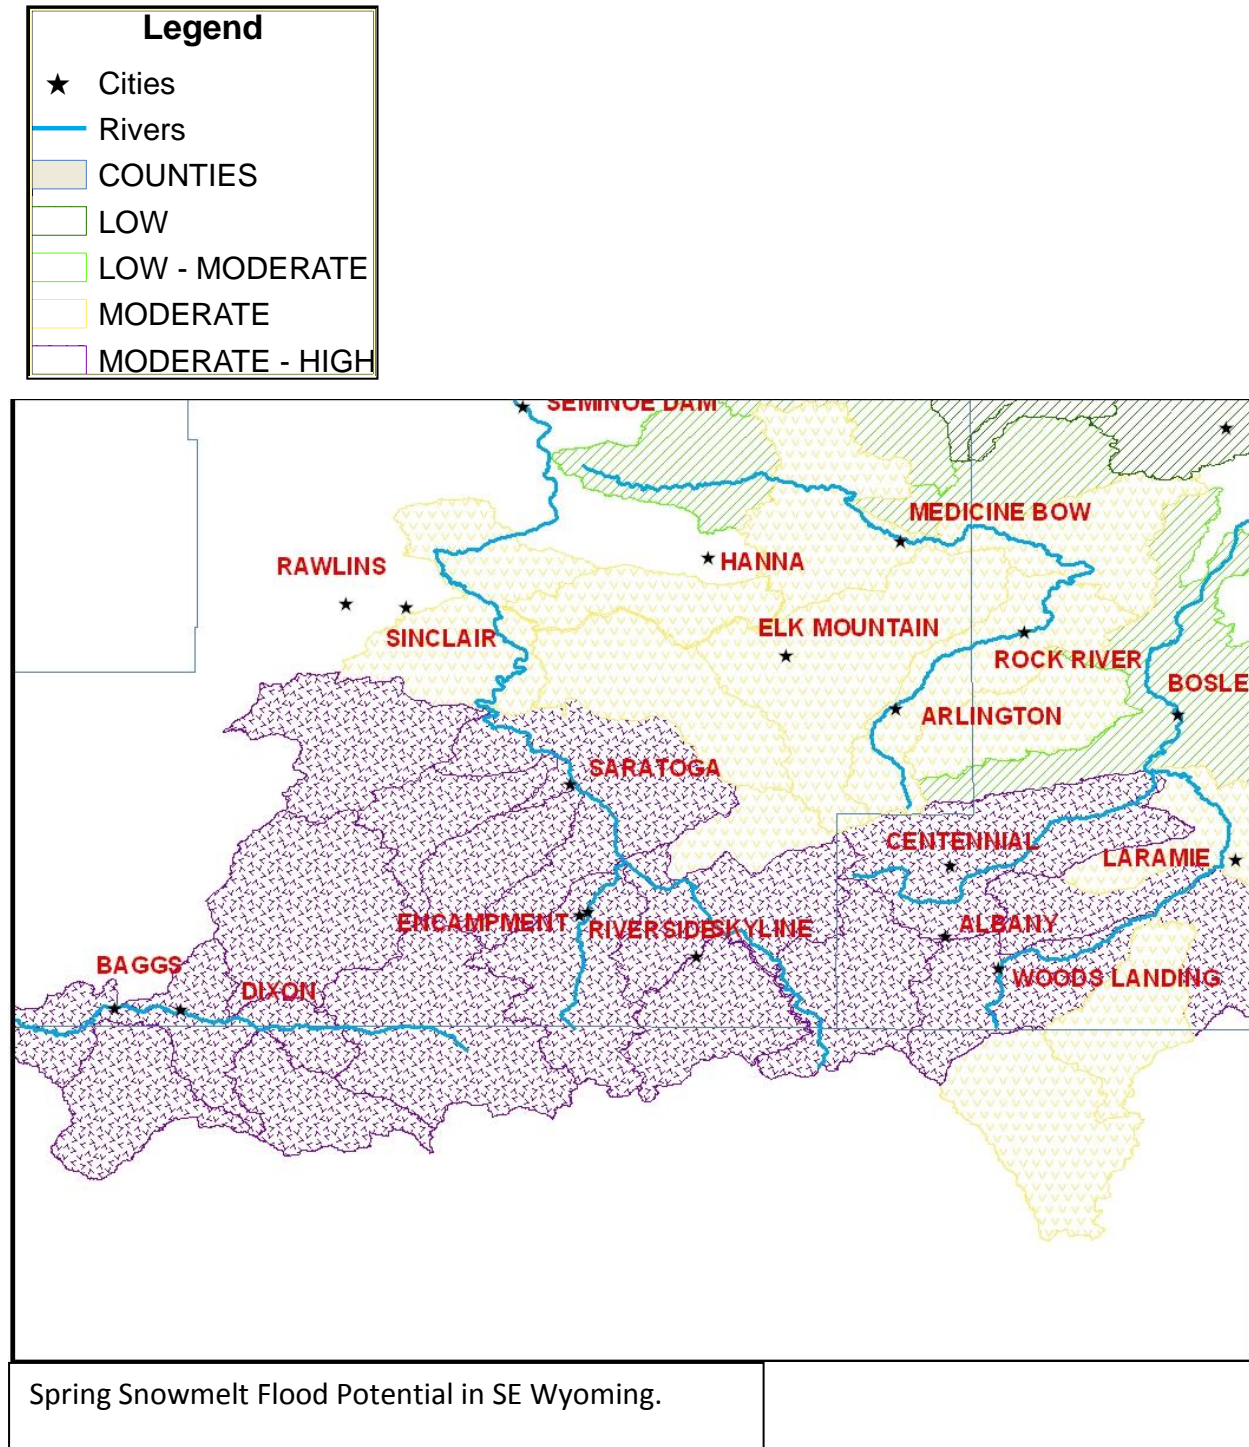 Legend
Cities
Rivers
COUNTIES
LOW
LOW - MODERATE
MODERATE
MODERATE - HIGH
SEMINOE DAM
MEDICINE BOW
HANNA
RAWLINS
SINCLAIR
ELK MOUNTAIN
ROCK RIVER
BOSLE
ARLINGTON
SARATOGA
CENTENNIAL
LARAMIE
ENCAMPMENT
RIVERSIDE
SKYLINE
ALBANY
WOODS LANDING
BAGGS
DIXON
Spring Snowmelt Flood Potential in SE Wyoming.